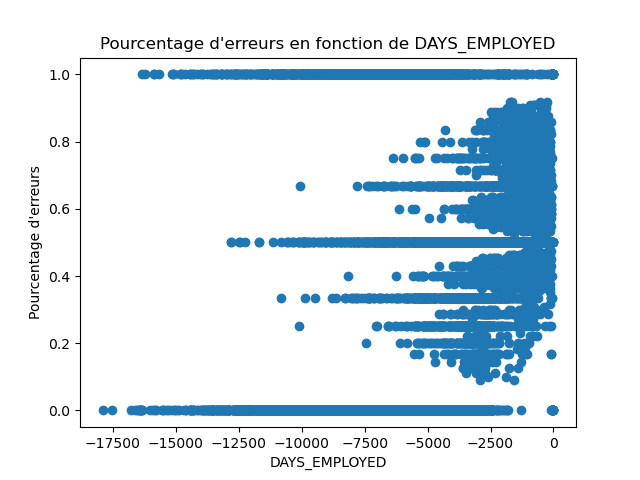 Pourcentage d'erreurs en fonction de DAYS_EMPLOYED
1.0
0.8
0.6
0.4
0.2
0.0
Pourcentage d'erreurs
−17500 −15000 −12500 −10000 −7500 −5000 −2500 0
DAYS_EMPLOYED